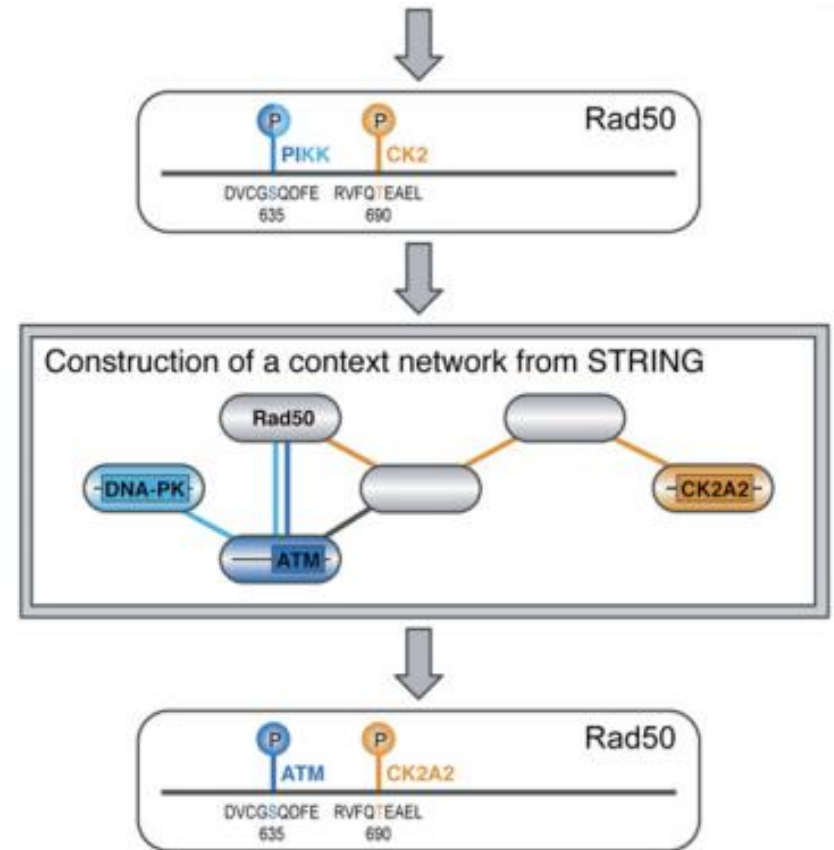 Rad50
P P
PIKK CK2
DVCGSQDFE RVFQTEAEL
635 690
Construction of a context network from STRING
Rad50
DNA-PK CK2A2
ATM
Rad50
P P
ATM CK2A2
DVCGSQDFE RVFQTEAEL
635 690